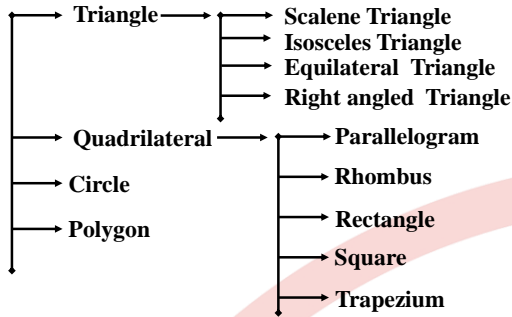 Triangle
Scalene Triangle
Isosceles Triangle
Equilateral Triangle
Right angled Triangle
Quadrilateral
Parallelogram
Circle
Rhombus
Polygon
Rectangle
Square
Trapezium